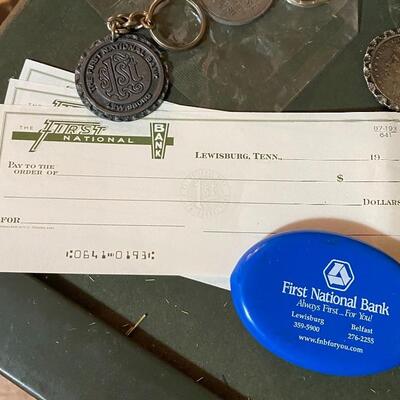 THE FIRST NATIONAL BANK
LEWISBURG
THE FIRST NATIONAL BANK
87-193
641
LEWISBURG, TENN., 19
PAY TO THE
ORDER OF $
DOLLARS
FOR
⑆0641⑉0193⑆
First National Bank
Always First... For You!
Lewisburg Belfast
359-5900 276-2255
www.fnbforyou.com